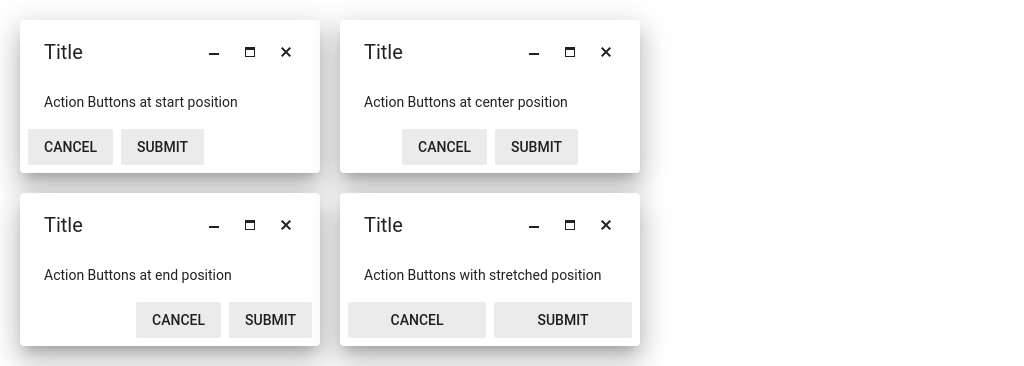 Title
Action Buttons at start position
CANCEL SUBMIT
Title
Action Buttons at center position
CANCEL SUBMIT
Title
Action Buttons at end position
CANCEL SUBMIT
Title
Action Buttons with stretched position
CANCEL SUBMIT